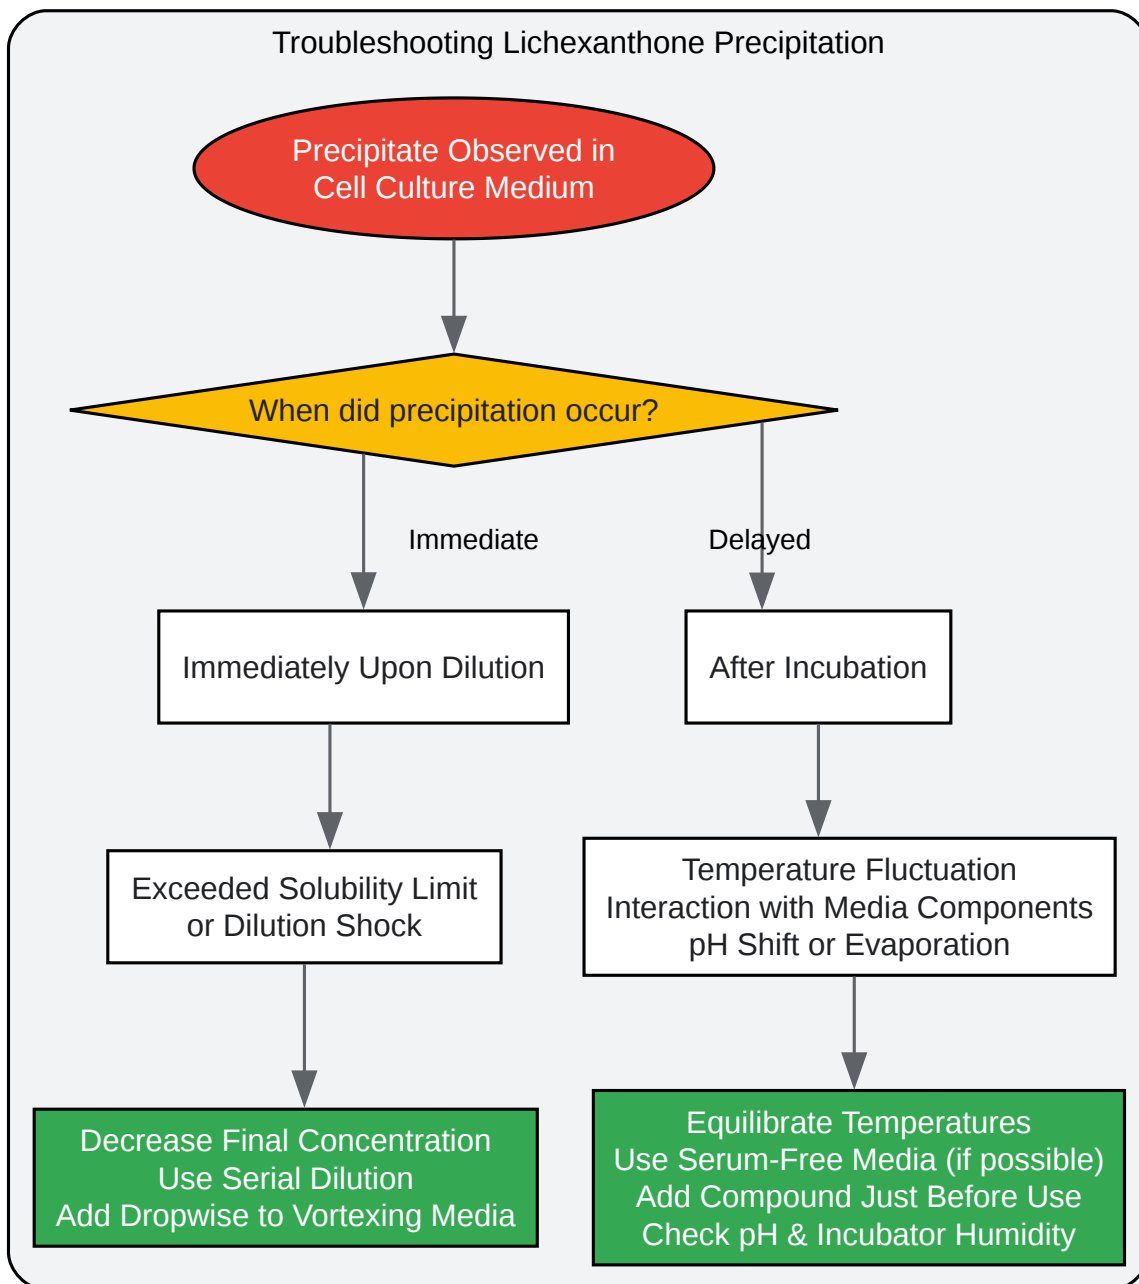 Troubleshooting Lichexanthone Precipitation
Precipitate Observed in
Cell Culture Medium
When did precipitation occur?
Immediate
Delayed
Immediately Upon Dilution
After Incubation
Exceeded Solubility Limit
or Dilution Shock
Temperature Fluctuation
Interaction with Media Components
pH Shift or Evaporation
Decrease Final Concentration
Use Serial Dilution
Add Dropwise to Vortexing Media
Equilibrate Temperatures
Use Serum-Free Media (if possible)
Add Compound Just Before Use
Check pH & Incubator Humidity